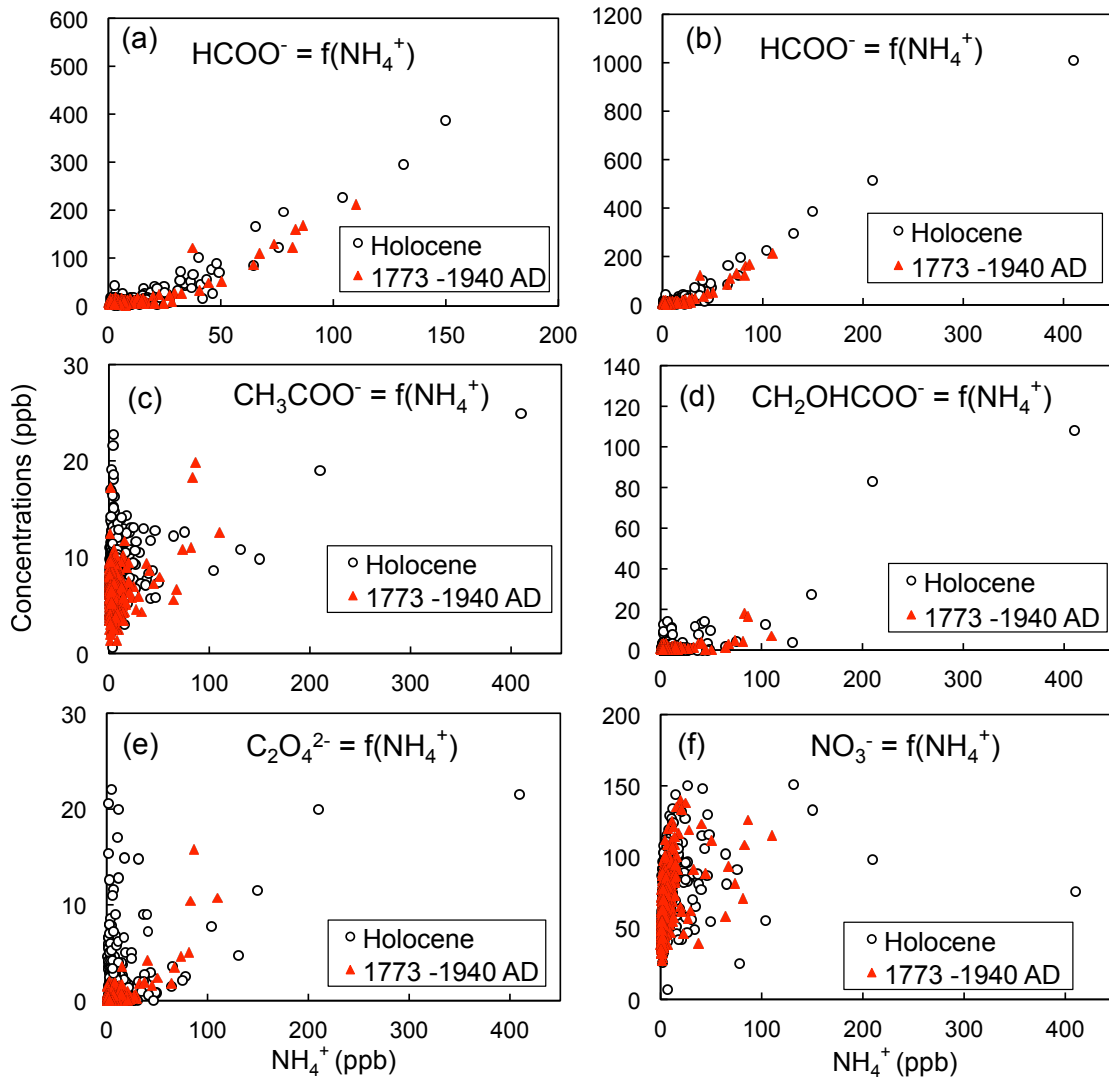 (a) HCOO⁻ = f(NH₄⁺)
600
500
400
300
200
100
0
0 50 100 150 200
Holocene
1773 -1940 AD
(b) HCOO⁻ = f(NH₄⁺)
1200
1000
800
600
400
200
0
0 100 200 300 400
Holocene
1773 -1940 AD
Concentrations (ppb)
(c) CH₃COO⁻ = f(NH₄⁺)
30
20
10
0
0 100 200 300 400
Holocene
1773 -1940 AD
(d) CH₂OHCOO⁻ = f(NH₄⁺)
140
120
100
80
60
40
20
0
0 100 200 300 400
Holocene
1773 -1940 AD
(e) C₂O₄²⁻ = f(NH₄⁺)
30
20
10
0
0 100 200 300 400
Holocene
1773 -1940 AD
NH₄⁺ (ppb)
(f) NO₃⁻ = f(NH₄⁺)
200
150
100
50
0
0 100 200 300 400
Holocene
1773 -1940 AD
NH₄⁺ (ppb)